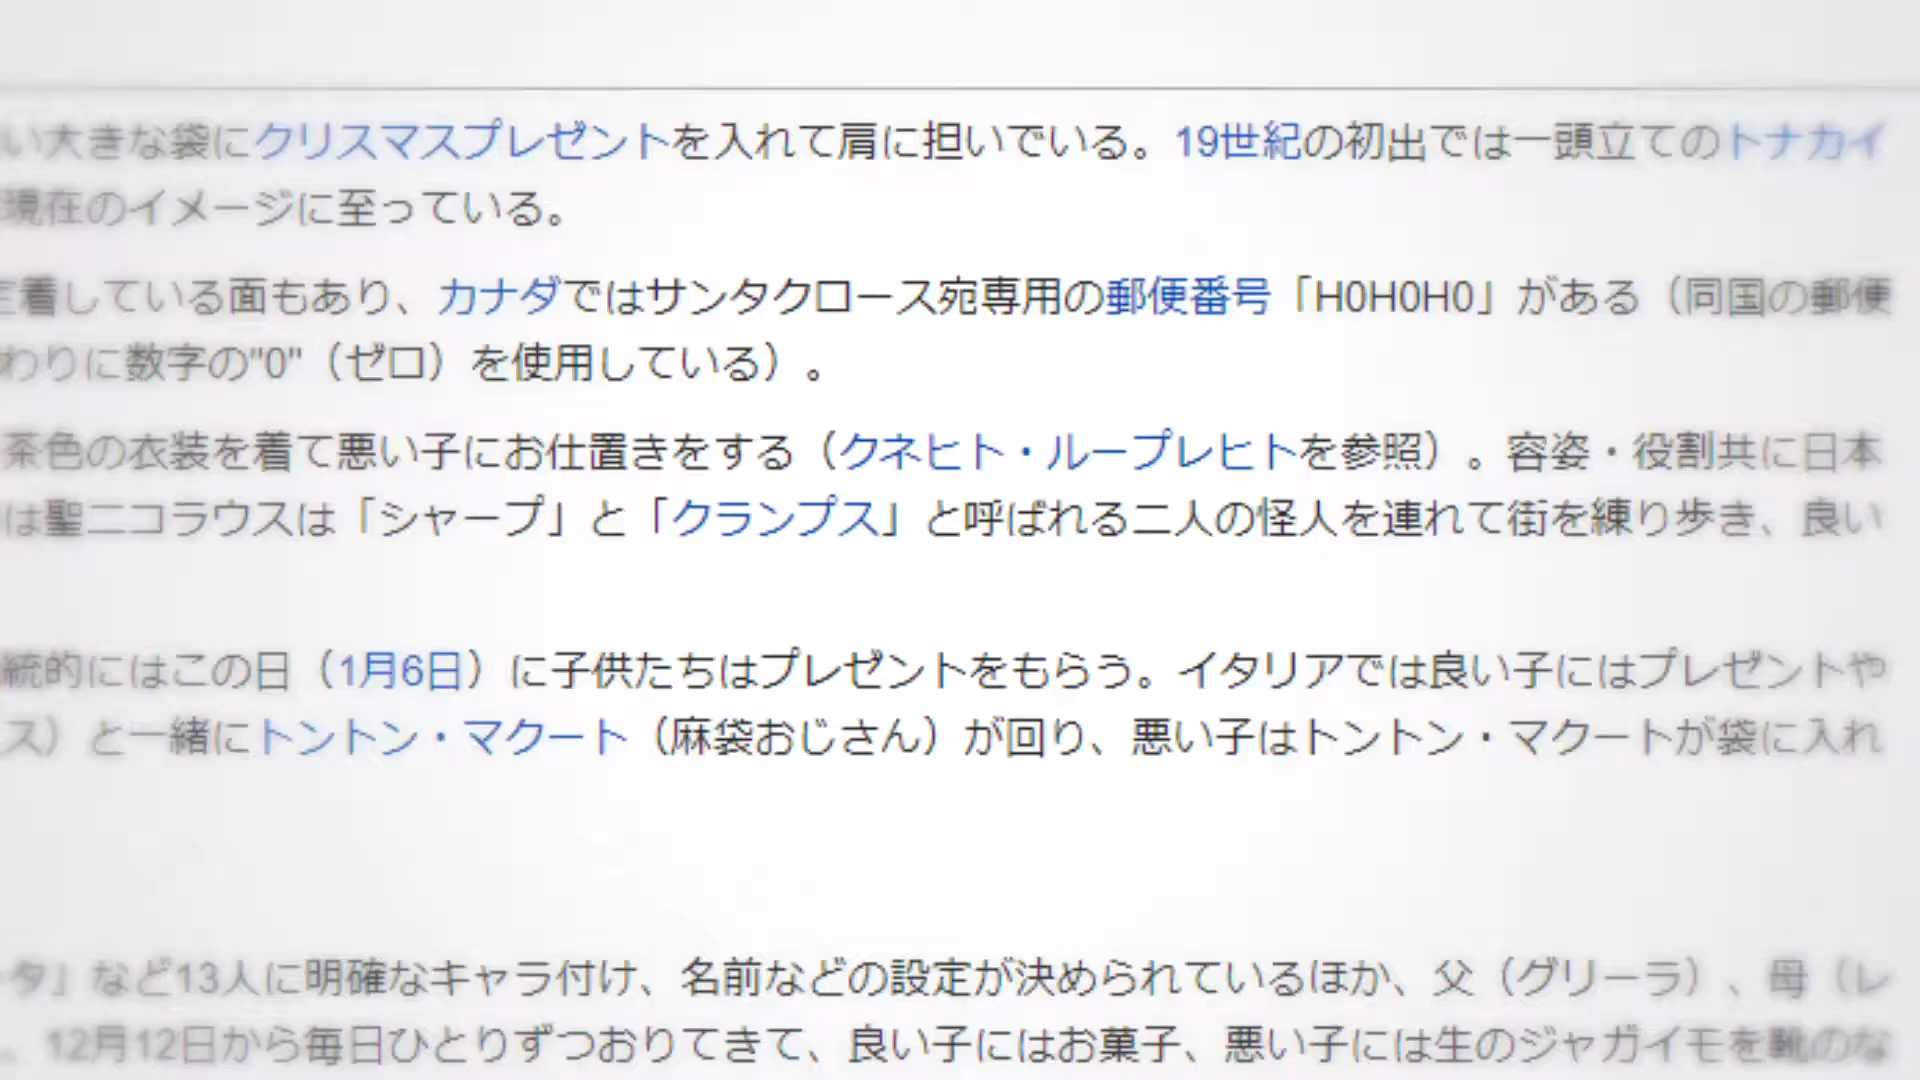 い大きな袋にクリスマスプレゼントを入れて肩に担いでいる。19世紀の初出では一頭立てのトナカイ
現在のイメージに至っている。
着している面もあり、カナダではサンタクロース宛専用の郵便番号「H0H0H0」がある（同国の郵便
わりに数字の"0"（ゼロ）を使用している）。
茶色の衣装を着て悪い子にお仕置きをする（クネヒト・ループレヒトを参照）。容姿・役割共に日本
は聖ニコラウスは「シャープ」と「クランプス」と呼ばれる二人の怪人を連れて街を練り歩き、良い
統的にはこの日（1月6日）に子供たちはプレゼントをもらう。イタリアでは良い子にはプレゼントや
ス）と一緒にトントン・マクート（麻袋おじさん）が回り、悪い子はトントン・マクートが袋に入れ
タ」など13人に明確なキャラ付け、名前などの設定が決められているほか、父（グリーラ）、母（レ
、12月12日から毎日ひとりずつおりてきて、良い子にはお菓子、悪い子には生のジャガイモを靴のな